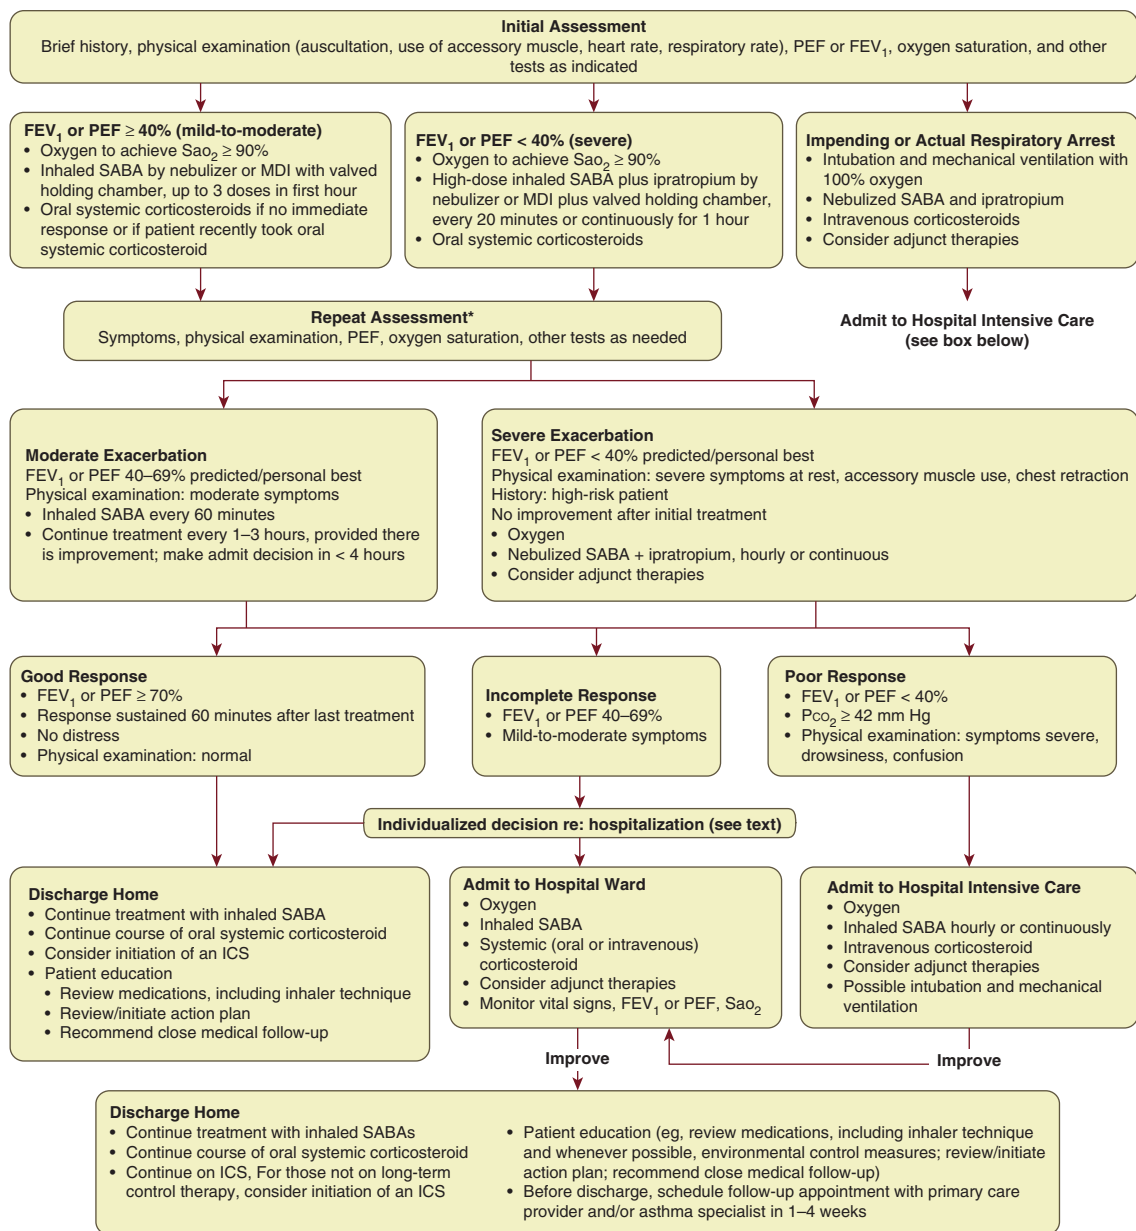 Initial Assessment
Brief history, physical examination (auscultation, use of accessory muscle, heart rate, respiratory rate), PEF or FEV₁, oxygen saturation, and other
tests as indicated
FEV₁ or PEF ≥ 40% (mild-to-moderate)
• Oxygen to achieve Sao₂ ≥ 90%
• Inhaled SABA by nebulizer or MDI with valved
holding chamber, up to 3 doses in first hour
• Oral systemic corticosteroids if no immediate
response or if patient recently took oral
systemic corticosteroid
FEV₁ or PEF < 40% (severe)
• Oxygen to achieve Sao₂ ≥ 90%
• High-dose inhaled SABA plus ipratropium by
nebulizer or MDI plus valved holding chamber,
every 20 minutes or continuously for 1 hour
• Oral systemic corticosteroids
Impending or Actual Respiratory Arrest
• Intubation and mechanical ventilation with
100% oxygen
• Nebulized SABA and ipratropium
• Intravenous corticosteroids
• Consider adjunct therapies
Repeat Assessment*
Symptoms, physical examination, PEF, oxygen saturation, other tests as needed
Admit to Hospital Intensive Care
(see box below)
Moderate Exacerbation
FEV₁ or PEF 40–69% predicted/personal best
Physical examination: moderate symptoms
• Inhaled SABA every 60 minutes
• Continue treatment every 1–3 hours, provided there
is improvement; make admit decision in < 4 hours
Severe Exacerbation
FEV₁ or PEF < 40% predicted/personal best
Physical examination: severe symptoms at rest, accessory muscle use, chest retraction
History: high-risk patient
No improvement after initial treatment
• Oxygen
• Nebulized SABA + ipratropium, hourly or continuous
• Consider adjunct therapies
Good Response
• FEV₁ or PEF ≥ 70%
• Response sustained 60 minutes after last treatment
• No distress
• Physical examination: normal
Incomplete Response
• FEV₁ or PEF 40–69%
• Mild-to-moderate symptoms
Poor Response
• FEV₁ or PEF < 40%
• Pco₂ ≥ 42 mm Hg
• Physical examination: symptoms severe,
drowsiness, confusion
Individualized decision re: hospitalization (see text)
Discharge Home
• Continue treatment with inhaled SABA
• Continue course of oral systemic corticosteroid
• Consider initiation of an ICS
• Patient education
• Review medications, including inhaler technique
• Review/initiate action plan
• Recommend close medical follow-up
Admit to Hospital Ward
• Oxygen
• Inhaled SABA
• Systemic (oral or intravenous)
corticosteroid
• Consider adjunct therapies
• Monitor vital signs, FEV₁ or PEF, Sao₂
Admit to Hospital Intensive Care
• Oxygen
• Inhaled SABA hourly or continuously
• Intravenous corticosteroid
• Consider adjunct therapies
• Possible intubation and mechanical
ventilation
Improve
Improve
Discharge Home
• Continue treatment with inhaled SABAs
• Continue course of oral systemic corticosteroid
• Continue on ICS, For those not on long-term
control therapy, consider initiation of an ICS
• Patient education (eg, review medications, including inhaler technique
and whenever possible, environmental control measures; review/initiate
action plan; recommend close medical follow-up)
• Before discharge, schedule follow-up appointment with primary care
provider and/or asthma specialist in 1–4 weeks